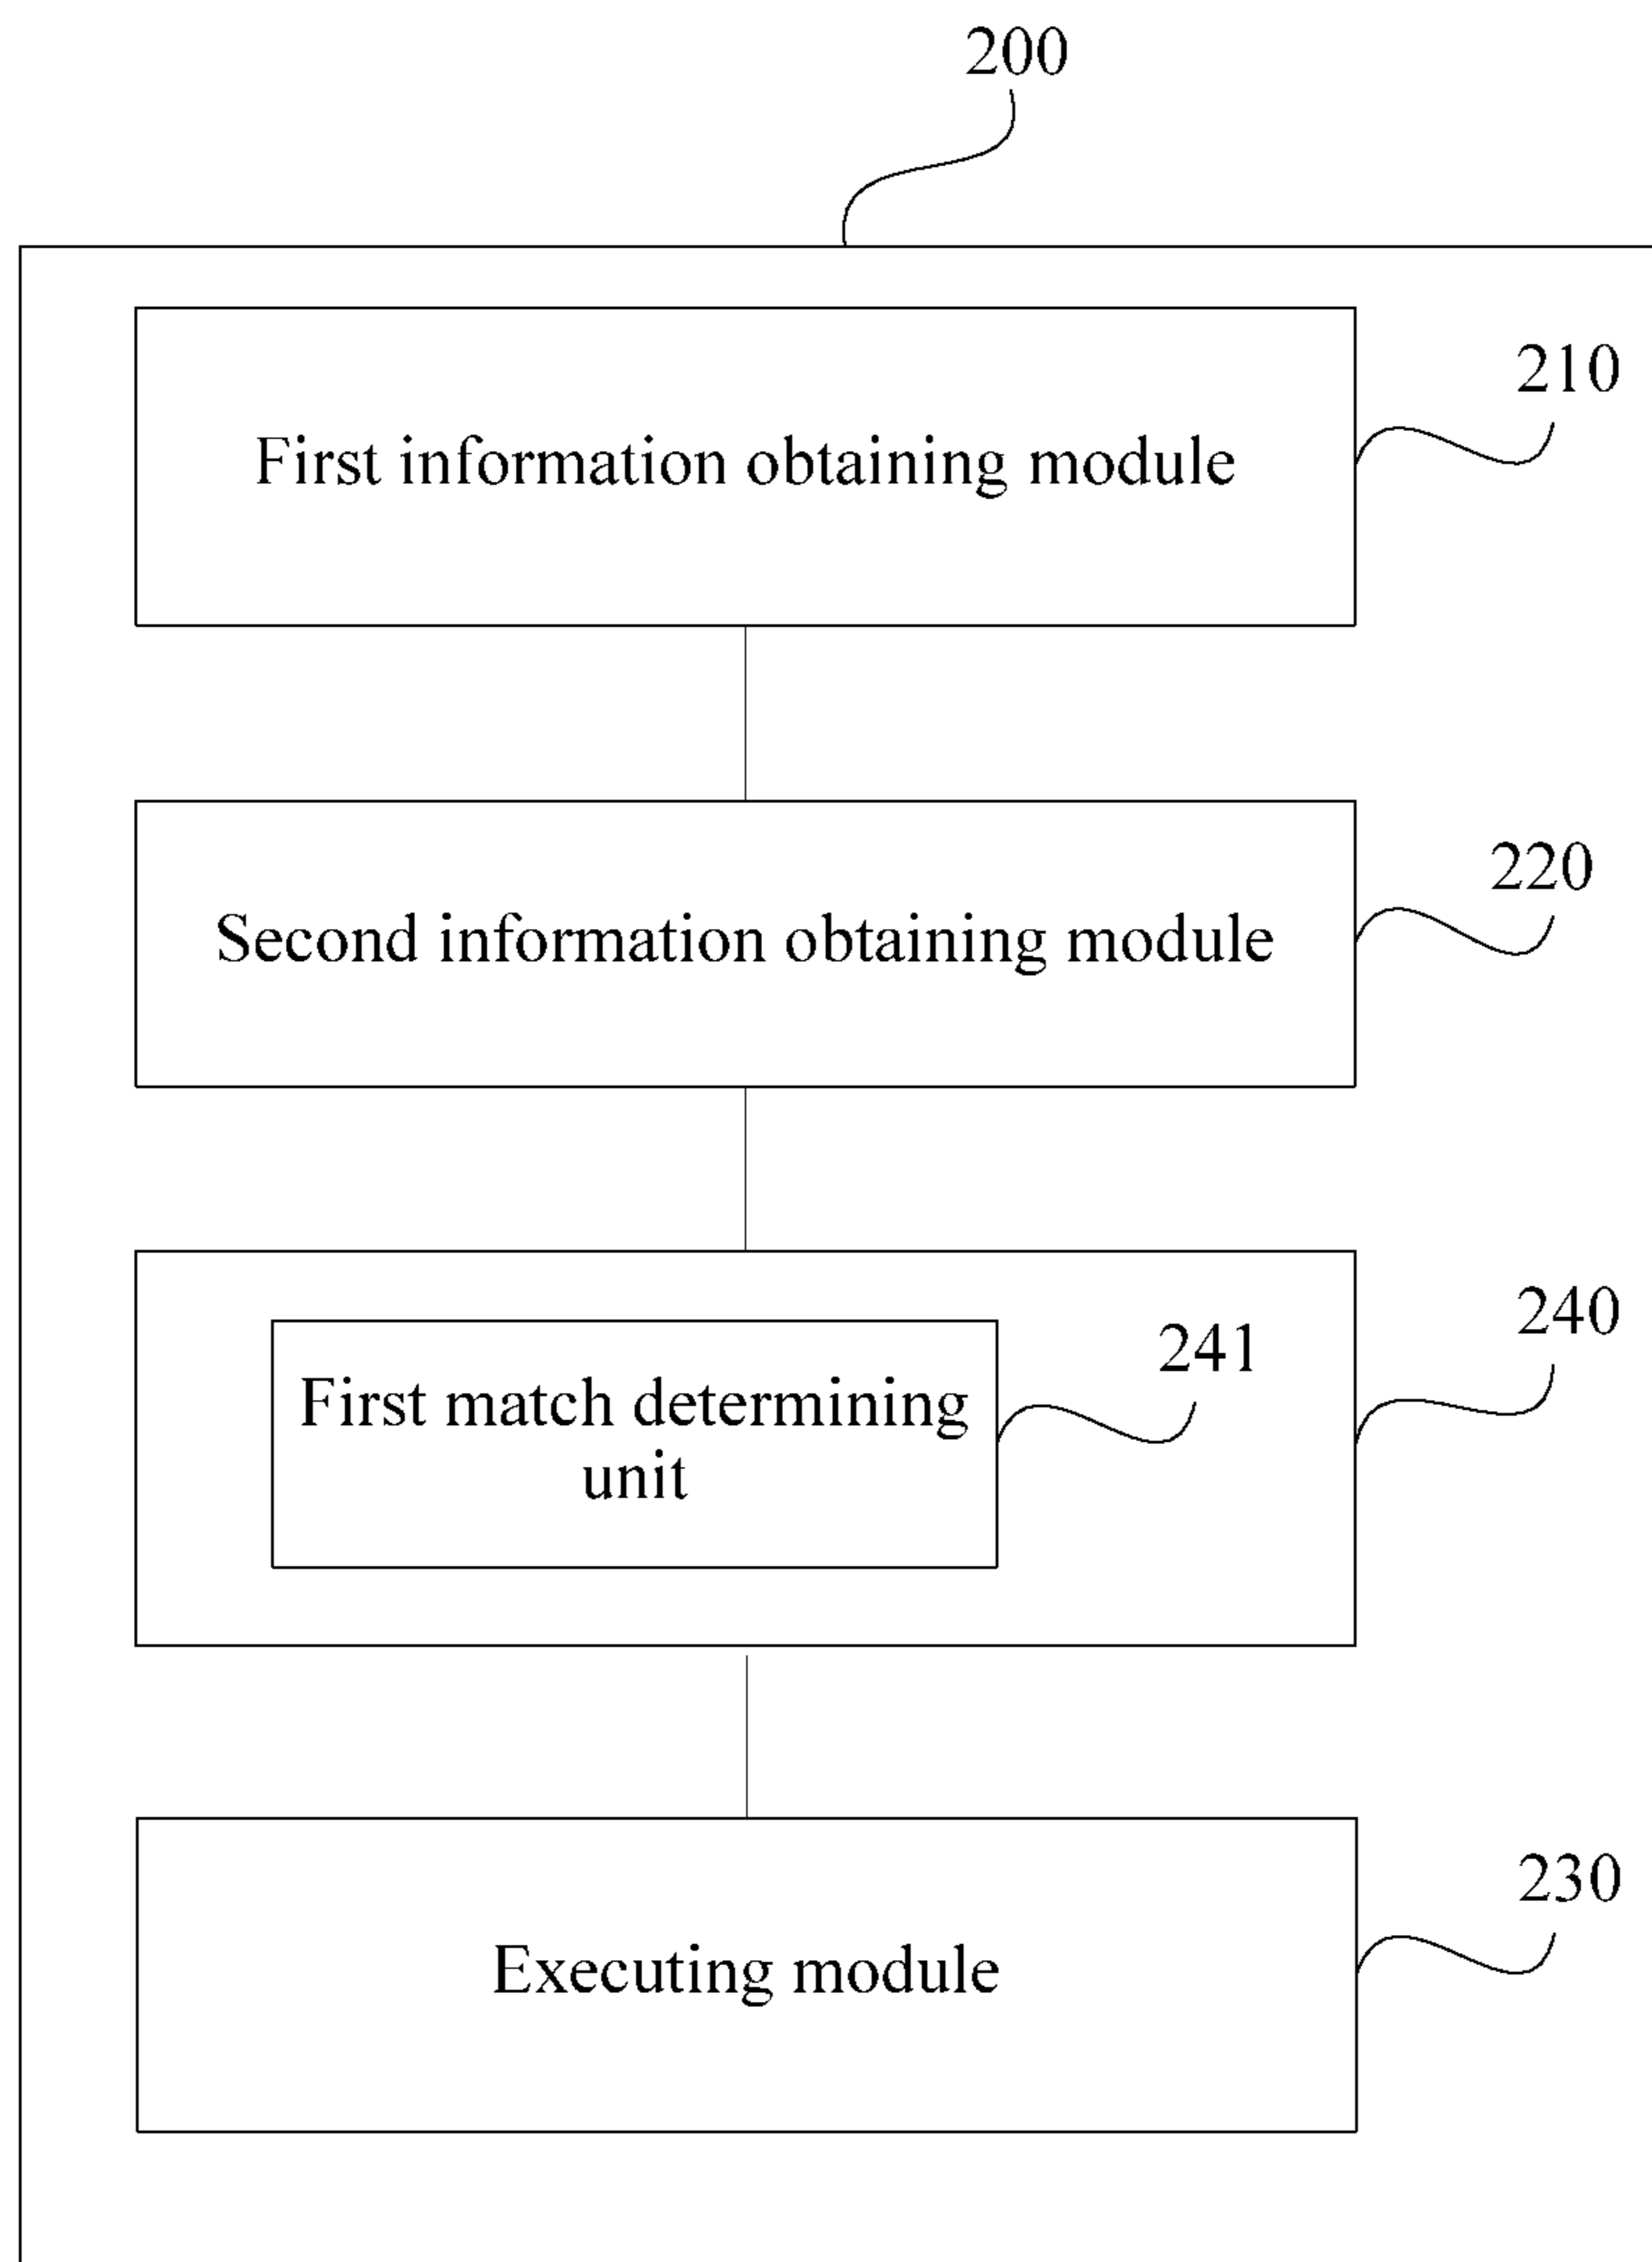 200
210
First information obtaining module
220
Second information obtaining module
240
241
First match determining
unit
230
Executing module